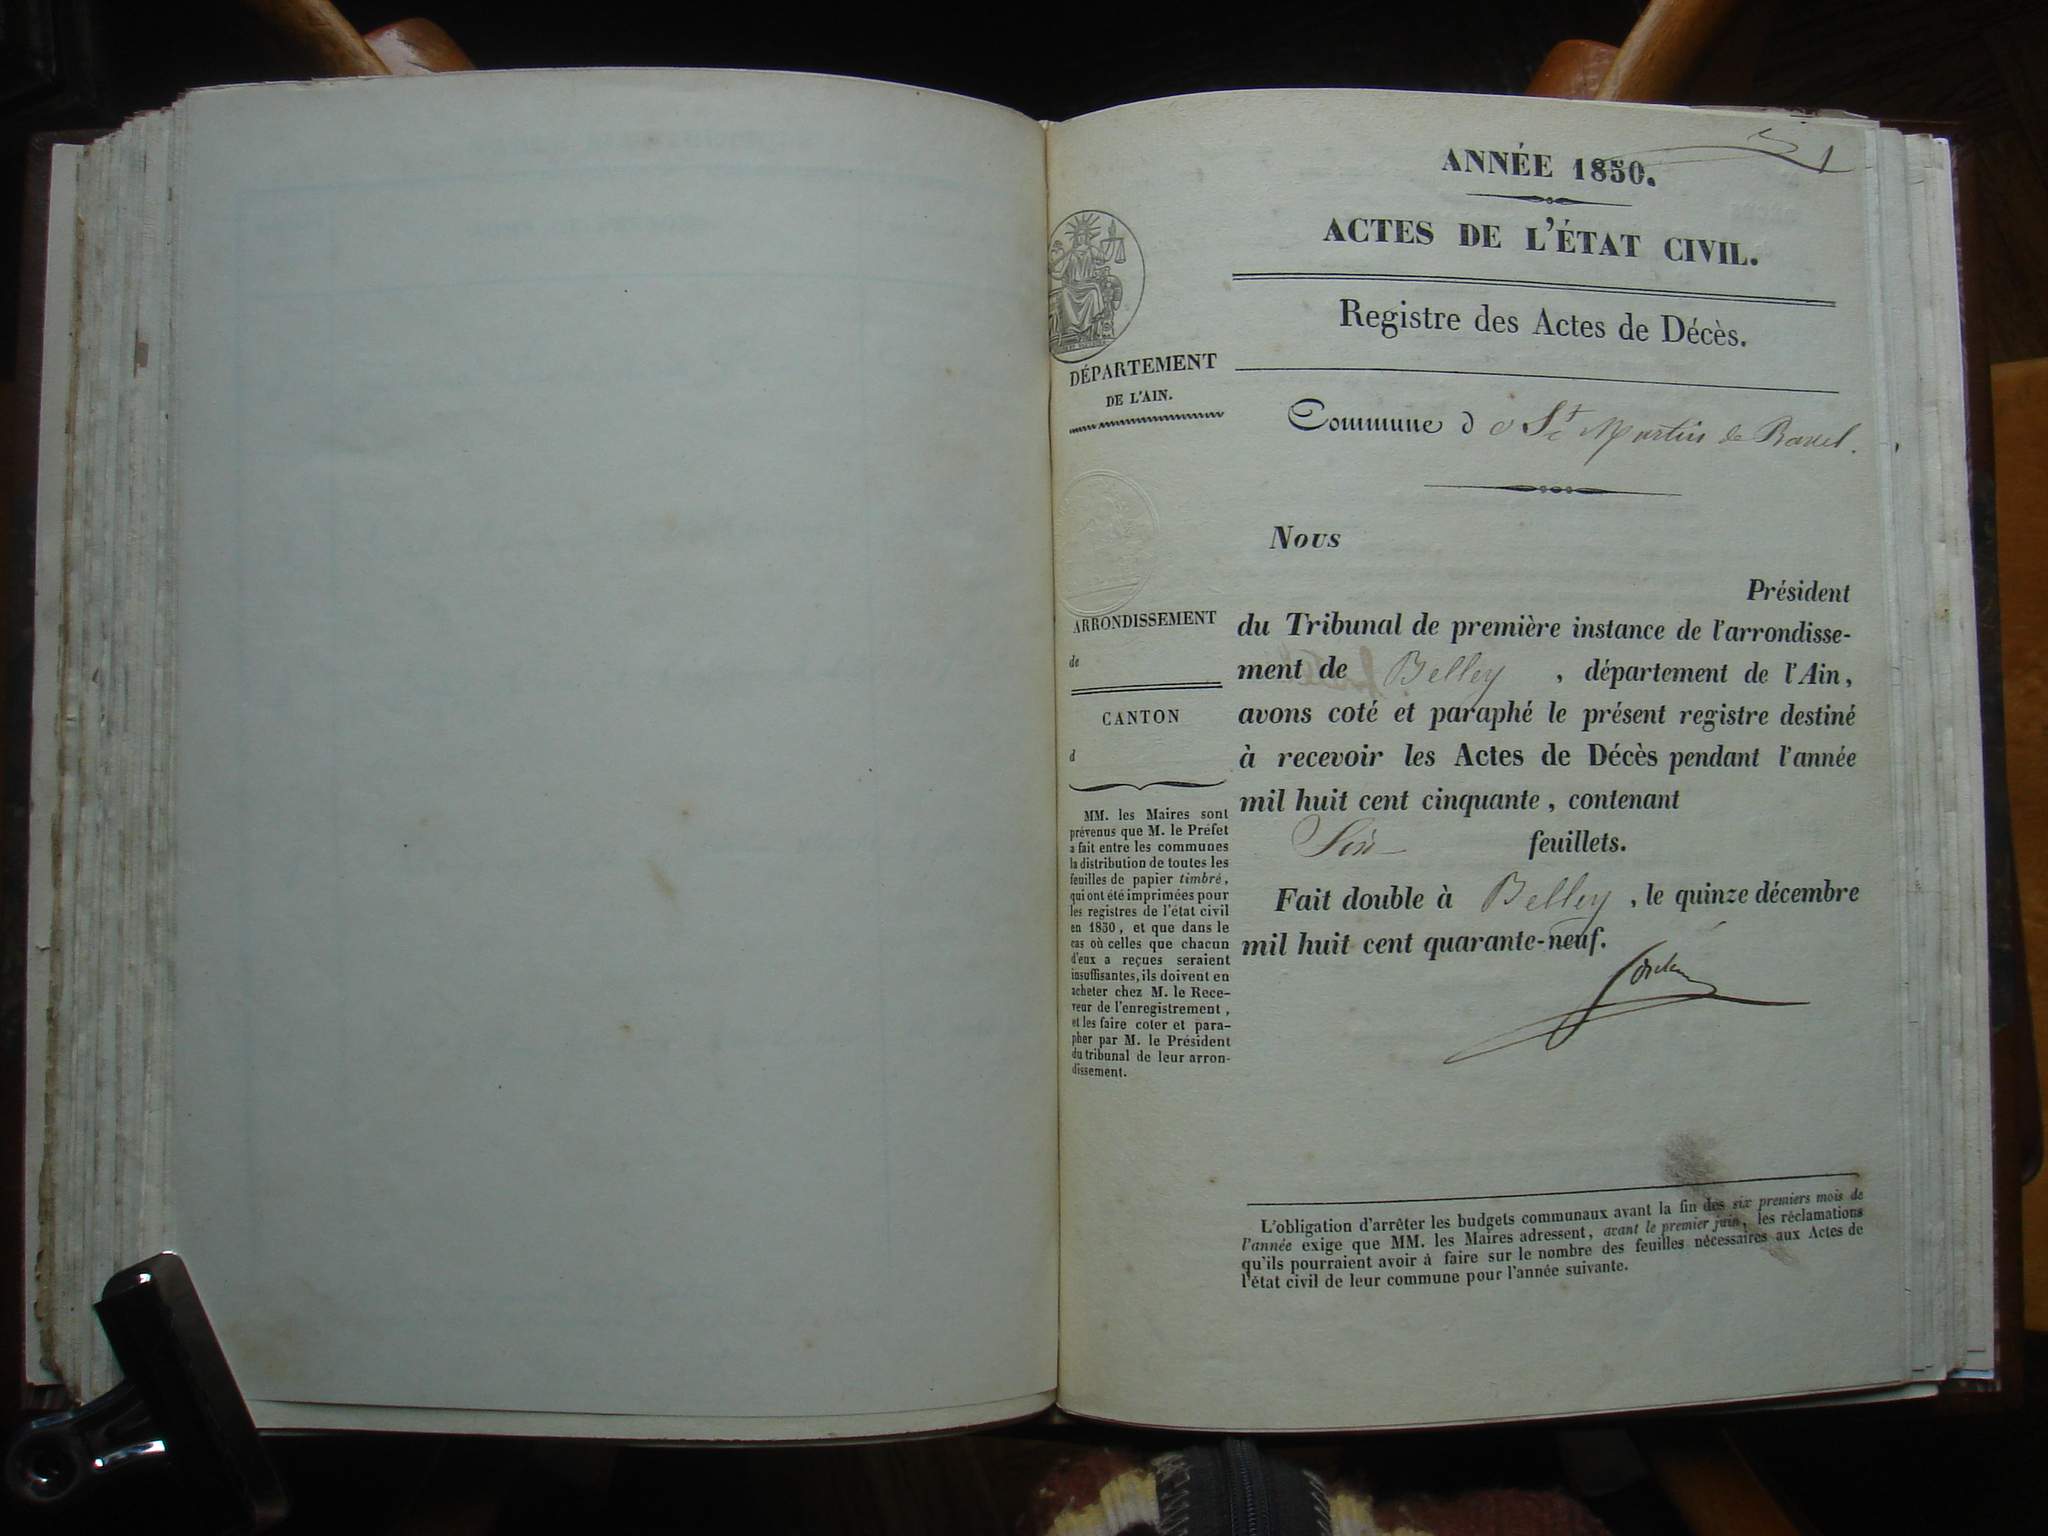 ANNÉE 1850.
1
ACTES DE L'ÉTAT CIVIL.
Registre des Actes de Décès.
DÉPARTEMENT
DE L'AIN.
Commune d e St Martin de Bavel.
Nous
Président
du Tribunal de première instance de l'arrondisse-
ment de Belley, département de l'Ain,
avons coté et paraphé le présent registre destiné
à recevoir les Actes de Décès pendant l'année
mil huit cent cinquante, contenant
Six feuillets.
Fait double à Belley, le quinze décembre
mil huit cent quarante-neuf.
ARRONDISSEMENT
de
CANTON
d
MM. les Maires sont
prévenus que M. le Préfet
a fait entre les communes
la distribution de toutes les
feuilles de papier timbré,
qui ont été imprimées pour
les registres de l'état civil
en 1850, et que dans le
cas où celles que chacun
d'eux a reçues seraient
insuffisantes, ils doivent en
acheter chez M. le Rece-
veur de l'enregistrement,
et les faire coter et para-
pher par M. le Président
du tribunal de leur arron-
dissement.
L'obligation d'arrêter les budgets communaux avant la fin des six premiers mois de
l'année exige que MM. les Maires adressent, avant le premier juin, les réclamations
qu'ils pourraient avoir à faire sur le nombre des feuilles nécessaires aux Actes de
l'état civil de leur commune pour l'année suivante.